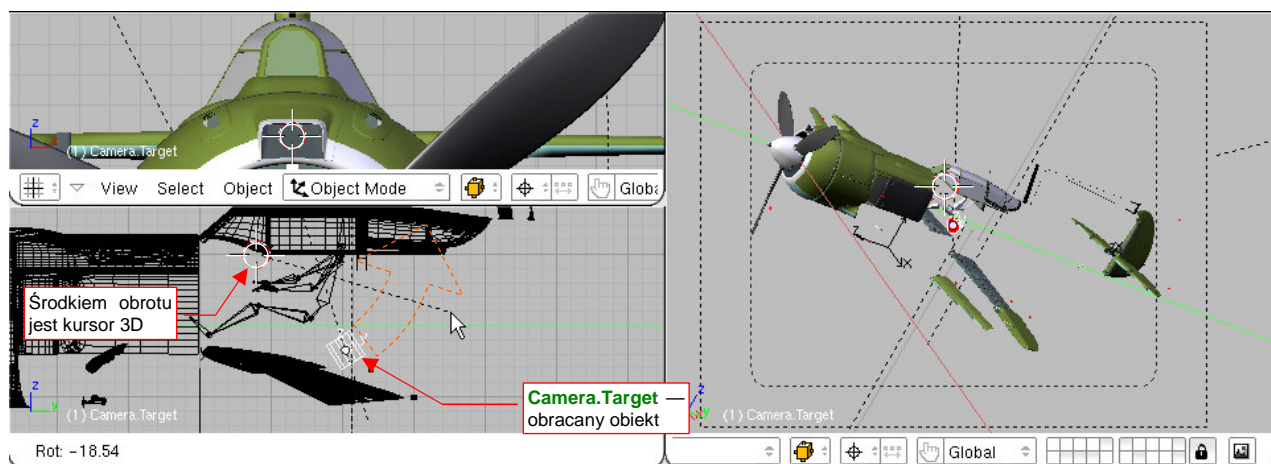 z
x
(1) Camera.Target
View Select Object Object Mode Globa
Środkiem obrotu
jest kursor 3D
z
y
(1) Camera.Target
Rot: -18.54
Camera.Target —
obracany obiekt
z
x
z
y
(1) Camera.Target
Global